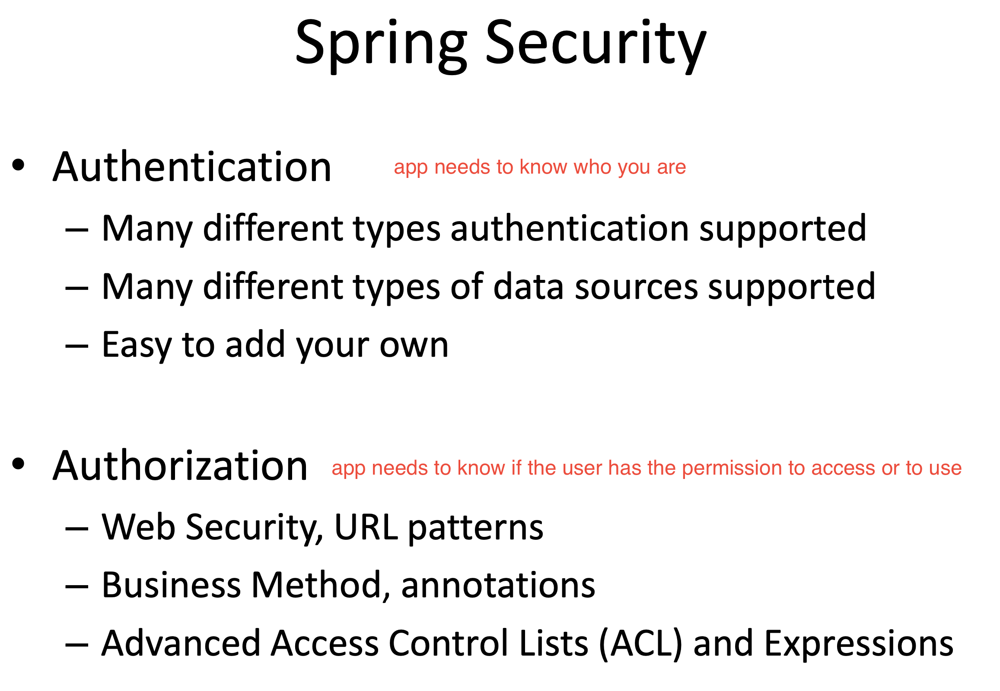 Spring Security
• Authentication app needs to know who you are
– Many different types authentication supported
– Many different types of data sources supported
– Easy to add your own
• Authorization app needs to know if the user has the permission to access or to use
– Web Security, URL patterns
– Business Method, annotations
– Advanced Access Control Lists (ACL) and Expressions